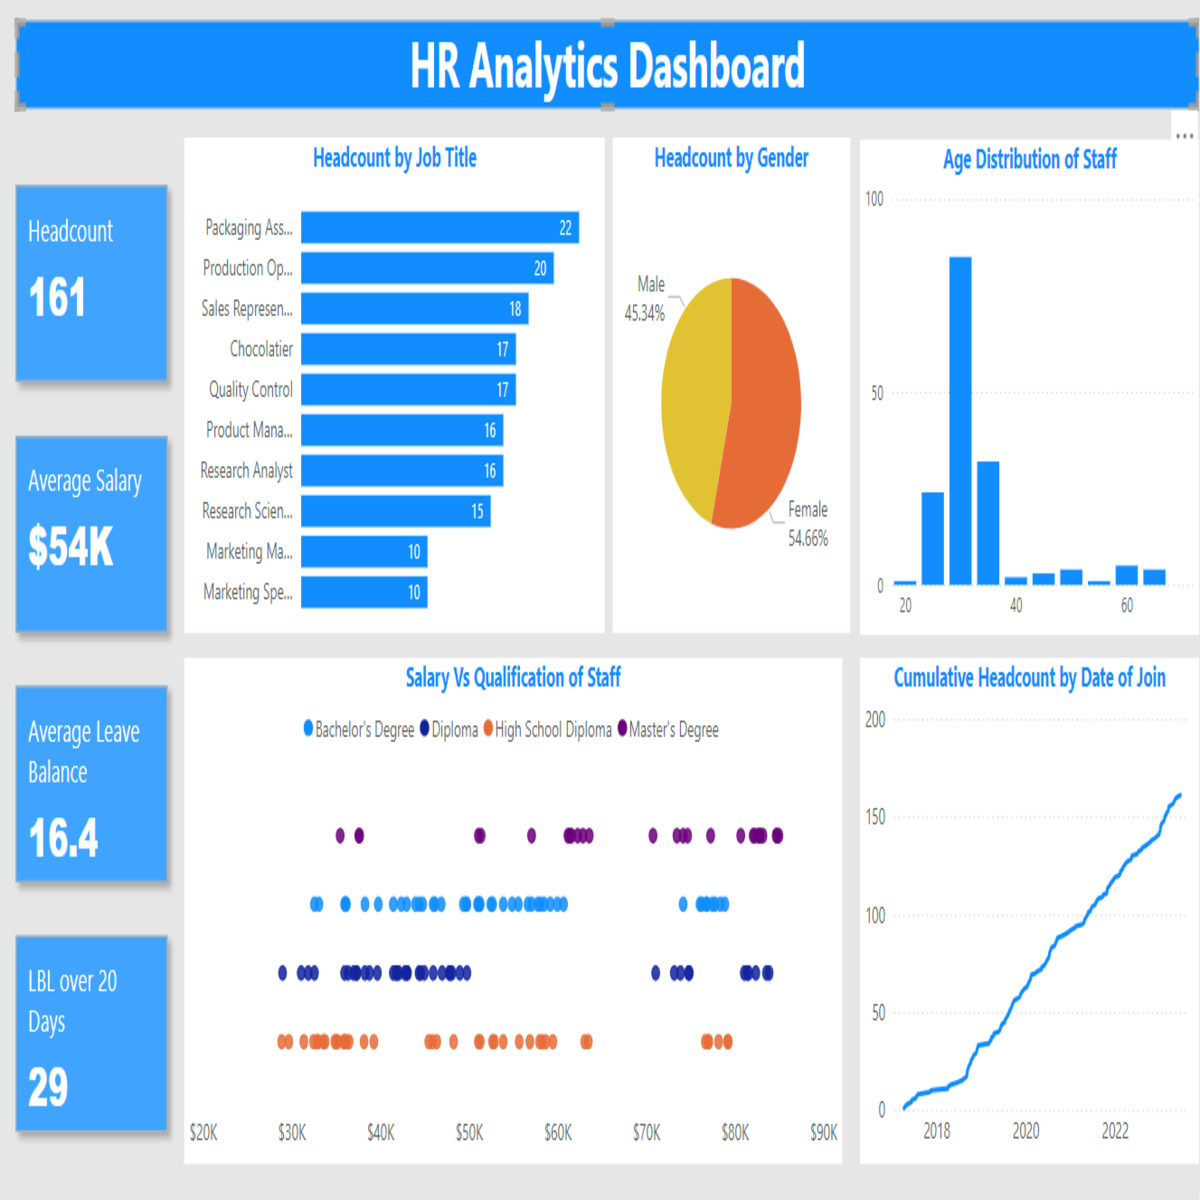 HR Analytics Dashboard
Headcount
161
Average Salary
$54K
Average Leave
Balance
16.4
LBL over 20
Days
29
Headcount by Job Title
Packaging Ass... 22
Production Op... 20
Sales Represen... 18
Chocolatier 17
Quality Control 17
Product Mana... 16
Research Analyst 16
Research Scien... 15
Marketing Ma... 10
Marketing Spe... 10
Headcount by Gender
Male
45.34%
Female
54.66%
...
Age Distribution of Staff
100
50
0
20 40 60
Salary Vs Qualification of Staff
Bachelor's Degree Diploma High School Diploma Master's Degree
$20K $30K $40K $50K $60K $70K $80K $90K
Cumulative Headcount by Date of Join
200
150
100
50
0
2018 2020 2022